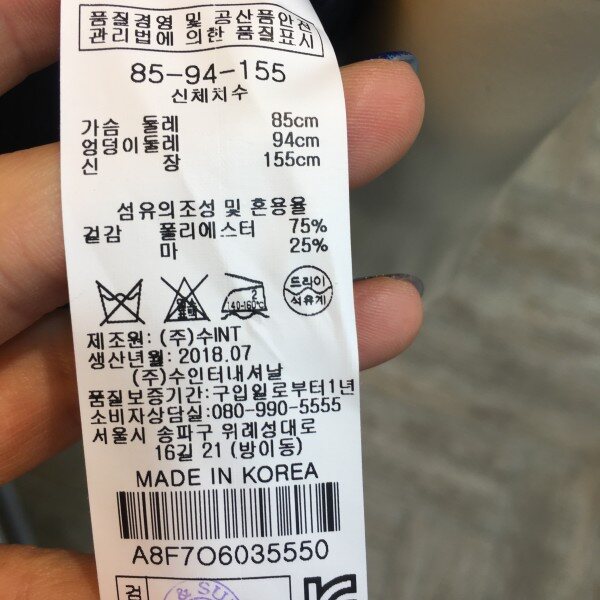 품질경영 및 공산품안전
관리법에 의한 품질표시
85-94-155
신체치수
가슴 둘레 85cm
엉덩이둘레 94cm
신 장 155cm
섬유의조성 및 혼용율
겉감 폴리에스터 75%
마 25%
140-160℃ 2
드라이
석유계
제조원: (주)수INT
생산년월: 2018.07
(주)수인터내셔날
품질보증기간:구입일로부터1년
소비자상담실:080-990-5555
서울시 송파구 위례성대로
16길 21 (방이동)
MADE IN KOREA
A8F7O6035550
검
& SU